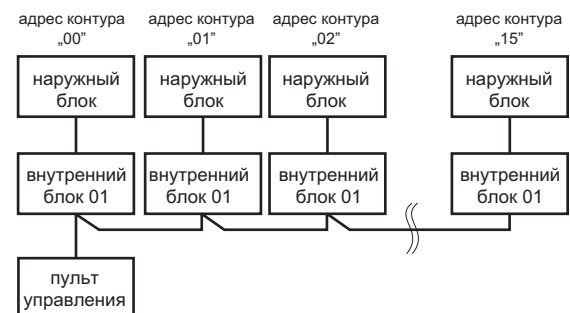 адрес контура
„00”
адрес контура
„01”
адрес контура
„02”
адрес контура
„15”
наружный
блок
наружный
блок
наружный
блок
наружный
блок
внутренний
блок 01
внутренний
блок 01
внутренний
блок 01
внутренний
блок 01
пульт
управления